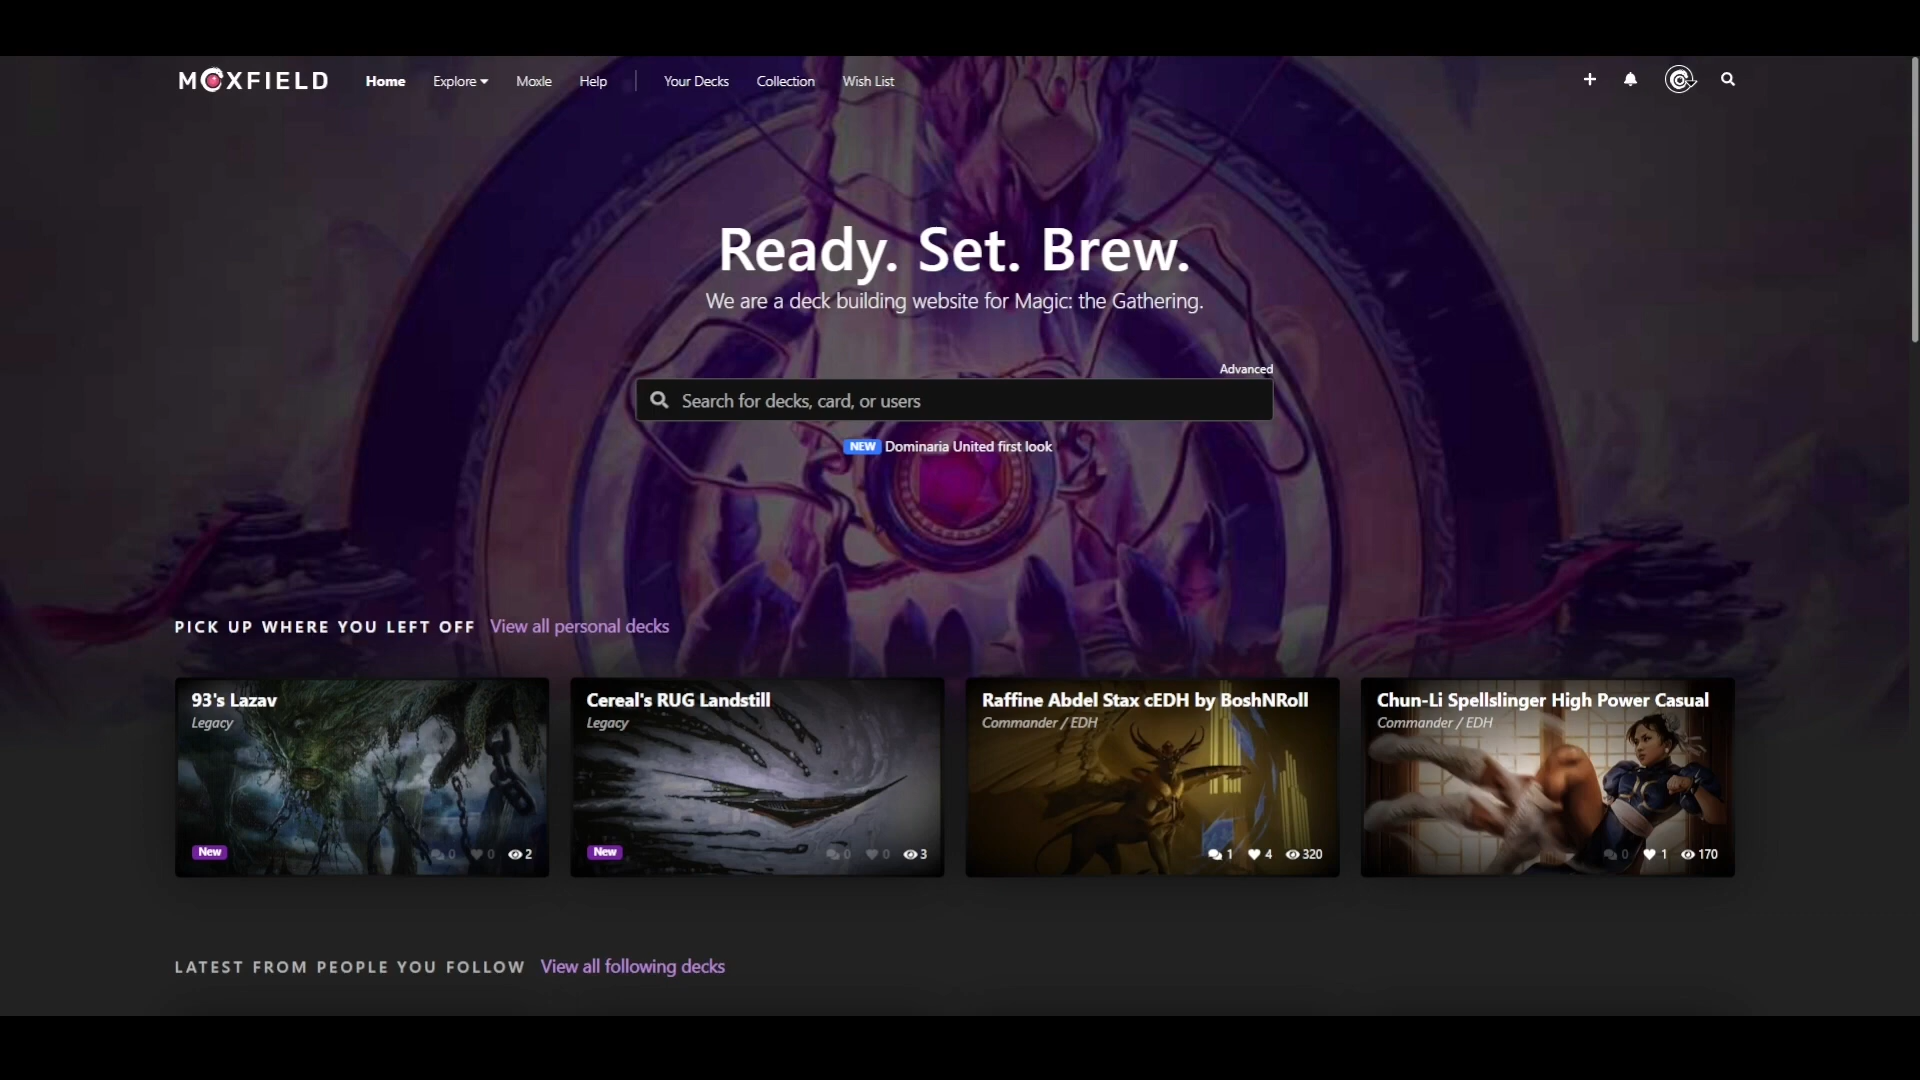 MOXFIELD Home Explore Moxle Help Your Decks Collection Wish List
Ready. Set. Brew.
We are a deck building website for Magic: the Gathering.
Advanced
Search for decks, card, or users
NEW Dominaria United first look
PICK UP WHERE YOU LEFT OFF View all personal decks
93's Lazav
Legacy
New 0 0 2
Cereal's RUG Landstill
Legacy
New 0 0 3
Raffine Abdel Stax cEDH by BoshNRoll
Commander / EDH
1 4 320
Chun-Li Spellslinger High Power Casual
Commander / EDH
0 1 170
LATEST FROM PEOPLE YOU FOLLOW View all following decks